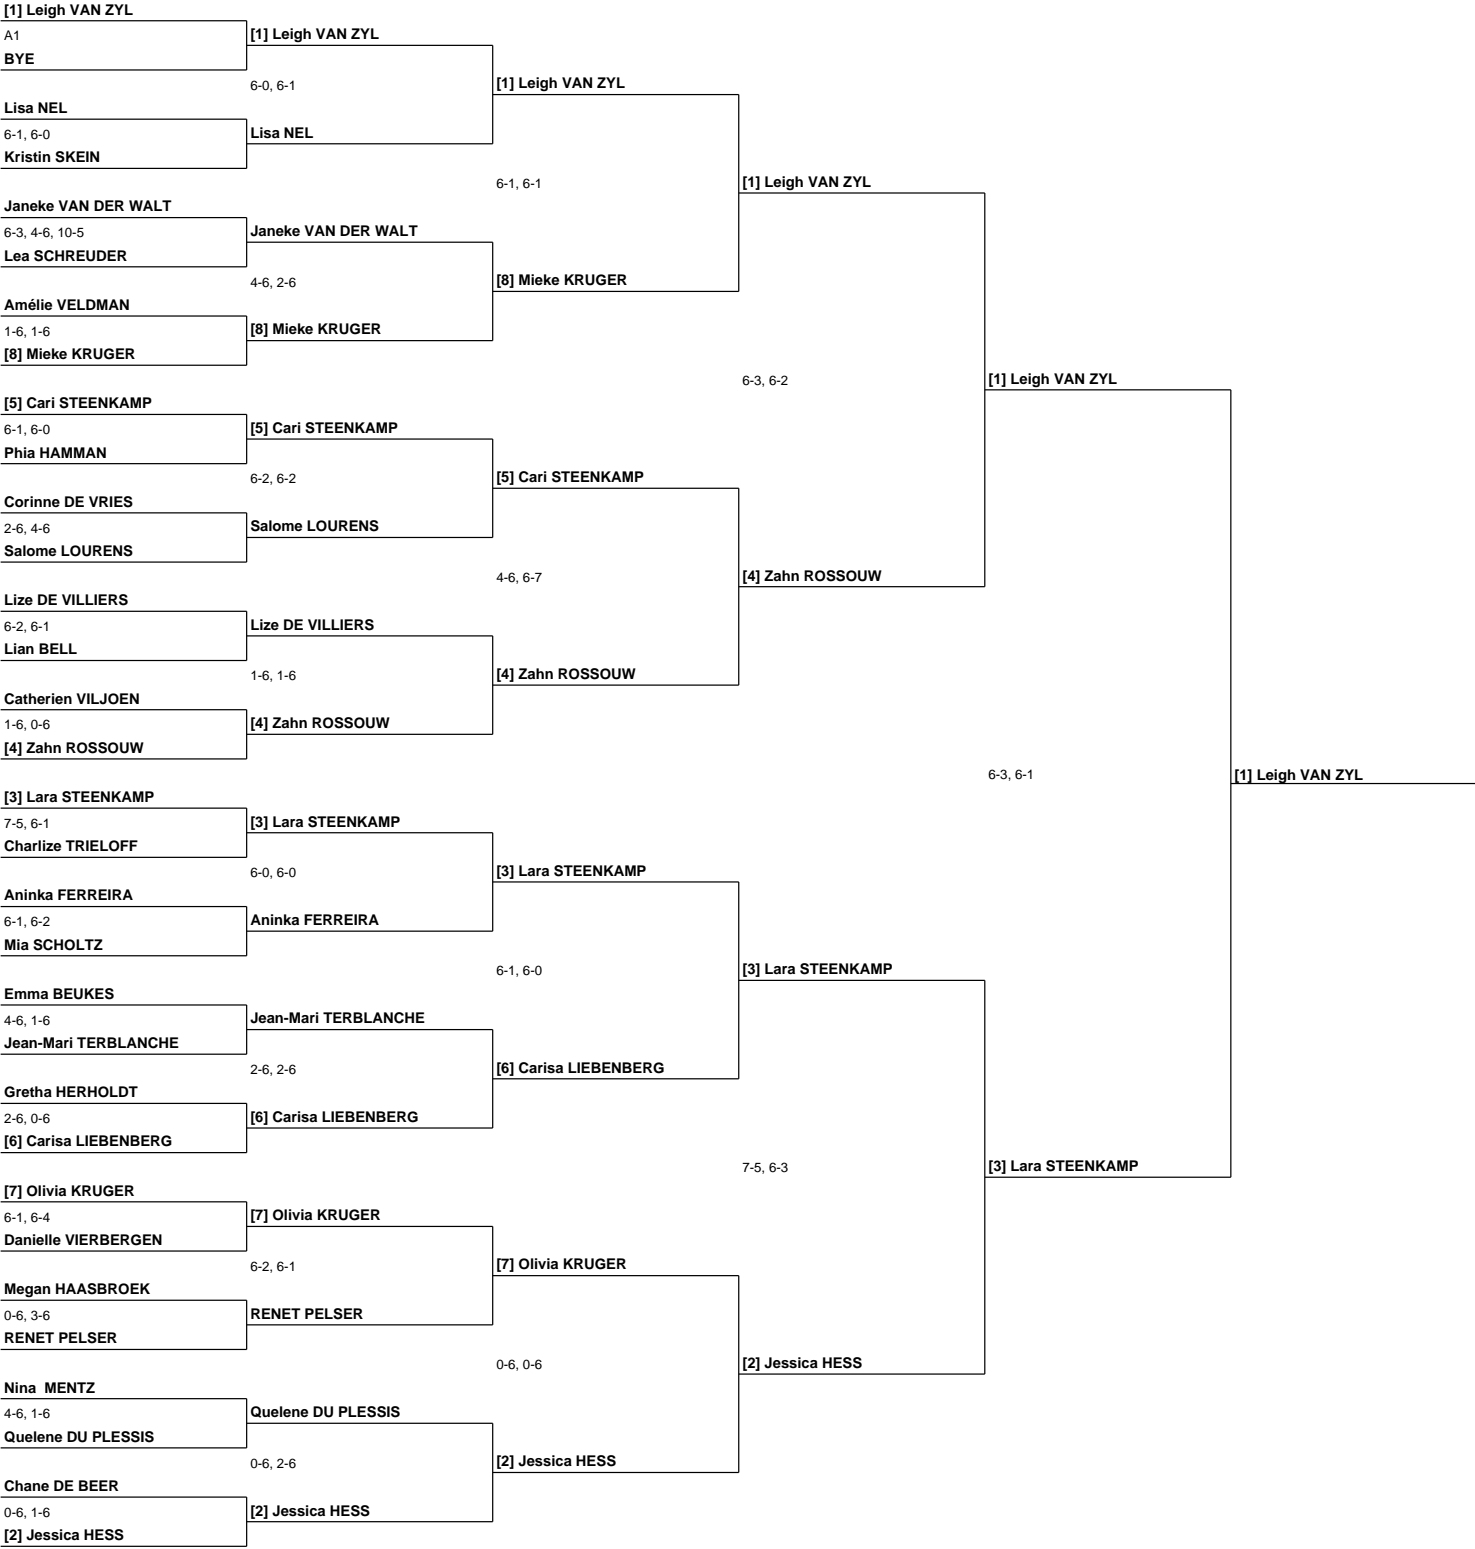 [1] Leigh VAN ZYL
A1
BYE
Lisa NEL
6-1, 6-0
Kristin SKEIN
Janeke VAN DER WALT
6-3, 4-6, 10-5
Lea SCHREUDER
Amélie VELDMAN
1-6, 1-6
[8] Mieke KRUGER
[5] Cari STEENKAMP
6-1, 6-0
Phia HAMMAN
Corinne DE VRIES
2-6, 4-6
Salome LOURENS
Lize DE VILLIERS
6-2, 6-1
Lian BELL
Catherien VILJOEN
1-6, 0-6
[4] Zahn ROSSOUW
[3] Lara STEENKAMP
7-5, 6-1
Charlize TRIELOFF
Aninka FERREIRA
6-1, 6-2
Mia SCHOLTZ
Emma BEUKES
4-6, 1-6
Jean-Mari TERBLANCHE
Gretha HERHOLDT
2-6, 0-6
[6] Carisa LIEBENBERG
[7] Olivia KRUGER
6-1, 6-4
Danielle VIERBERGEN
Megan HAASBROEK
0-6, 3-6
RENET PELSER
Nina  MENTZ
4-6, 1-6
Quelene DU PLESSIS
Chane DE BEER
0-6, 1-6
[2] Jessica HESS
[1] Leigh VAN ZYL
6-0, 6-1
Lisa NEL
Janeke VAN DER WALT
4-6, 2-6
[8] Mieke KRUGER
[5] Cari STEENKAMP
6-2, 6-2
Salome LOURENS
Lize DE VILLIERS
1-6, 1-6
[4] Zahn ROSSOUW
[3] Lara STEENKAMP
6-0, 6-0
Aninka FERREIRA
Jean-Mari TERBLANCHE
2-6, 2-6
[6] Carisa LIEBENBERG
[7] Olivia KRUGER
6-2, 6-1
RENET PELSER
Quelene DU PLESSIS
0-6, 2-6
[2] Jessica HESS
[1] Leigh VAN ZYL
6-1, 6-1
[8] Mieke KRUGER
[5] Cari STEENKAMP
4-6, 6-7
[4] Zahn ROSSOUW
[3] Lara STEENKAMP
6-1, 6-0
[6] Carisa LIEBENBERG
[7] Olivia KRUGER
0-6, 0-6
[2] Jessica HESS
[1] Leigh VAN ZYL
6-3, 6-2
[4] Zahn ROSSOUW
[3] Lara STEENKAMP
7-5, 6-3
[2] Jessica HESS
[1] Leigh VAN ZYL
6-3, 6-1
[3] Lara STEENKAMP
[1] Leigh VAN ZYL